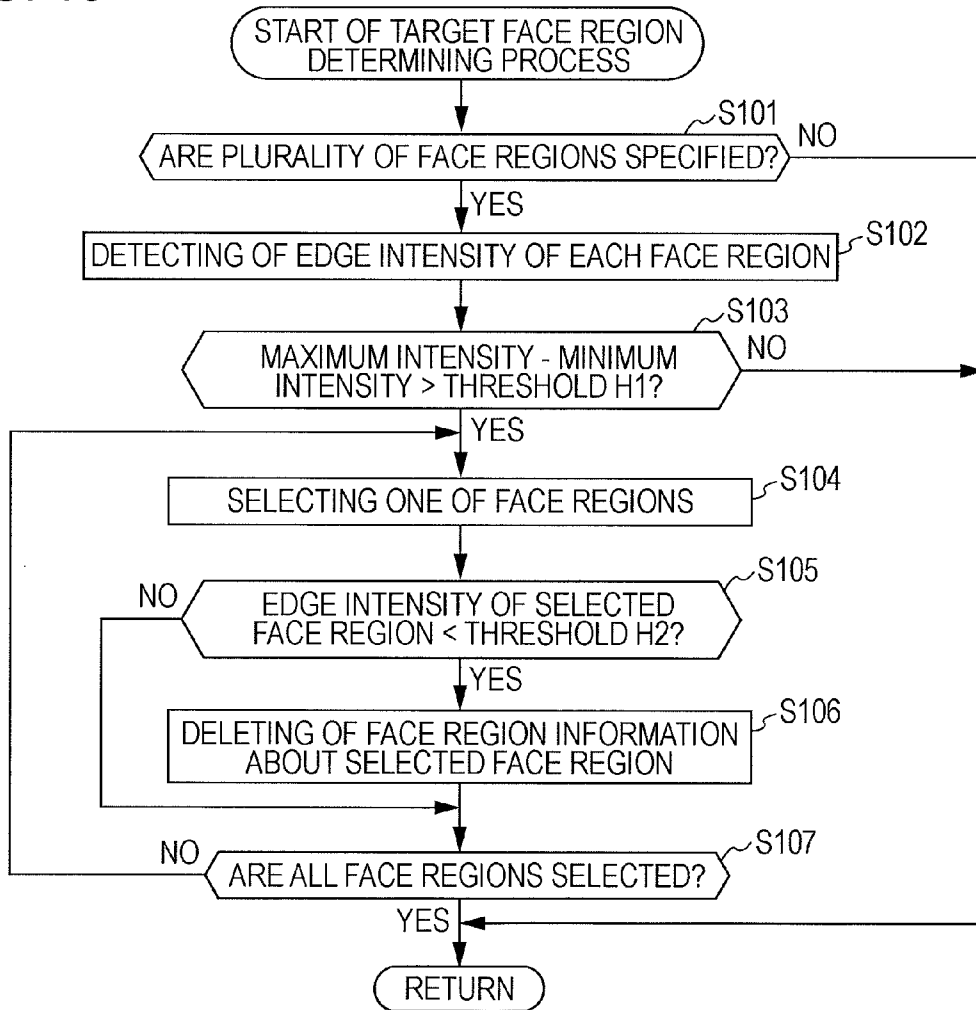 START OF TARGET FACE REGION
DETERMINING PROCESS
S101
ARE PLURALITY OF FACE REGIONS SPECIFIED?
NO
YES
S102
DETECTING OF EDGE INTENSITY OF EACH FACE REGION
S103
MAXIMUM INTENSITY - MINIMUM
INTENSITY > THRESHOLD H1?
NO
YES
S104
SELECTING ONE OF FACE REGIONS
S105
NO
EDGE INTENSITY OF SELECTED
FACE REGION < THRESHOLD H2?
YES
S106
DELETING OF FACE REGION INFORMATION
ABOUT SELECTED FACE REGION
S107
NO
ARE ALL FACE REGIONS SELECTED?
YES
RETURN